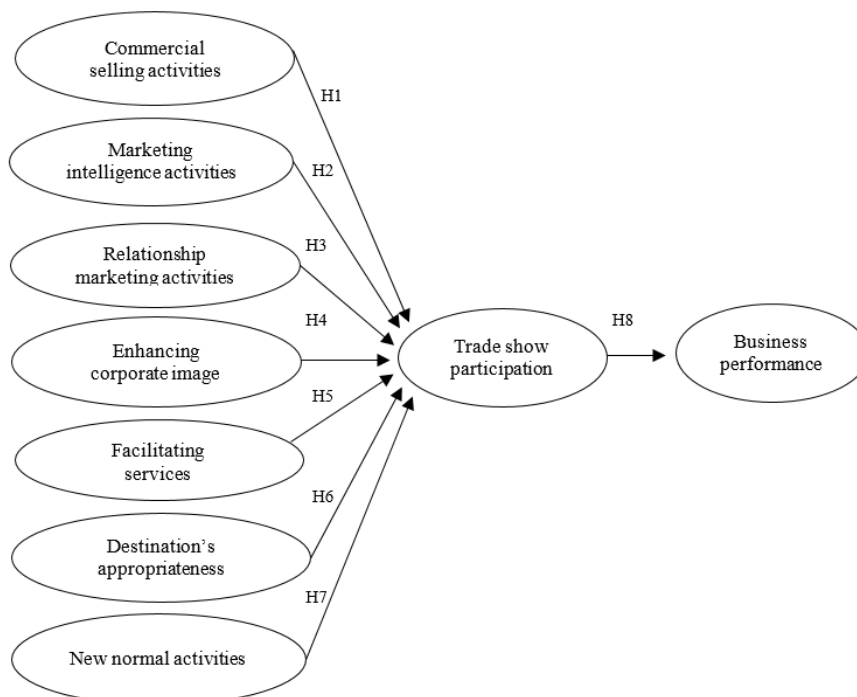 Commercial
selling activities
H1
Marketing
intelligence activities
H2
Relationship
marketing activities
H3
Enhancing
corporate image
H4
Facilitating
services
H5
Destination’s
appropriateness
H6
New normal activities
H7
Trade show
participation
H8
Business
performance